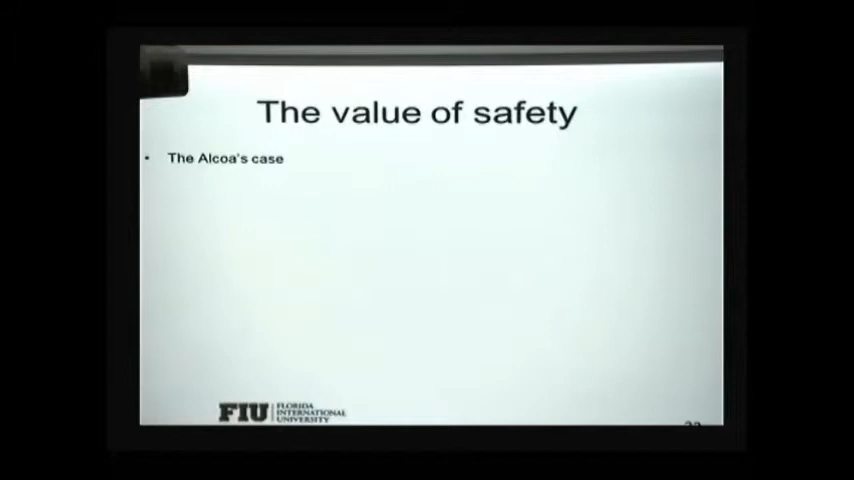 The value of safety
• The Alcoa's case
FIU FLORIDA
INTERNATIONAL
UNIVERSITY